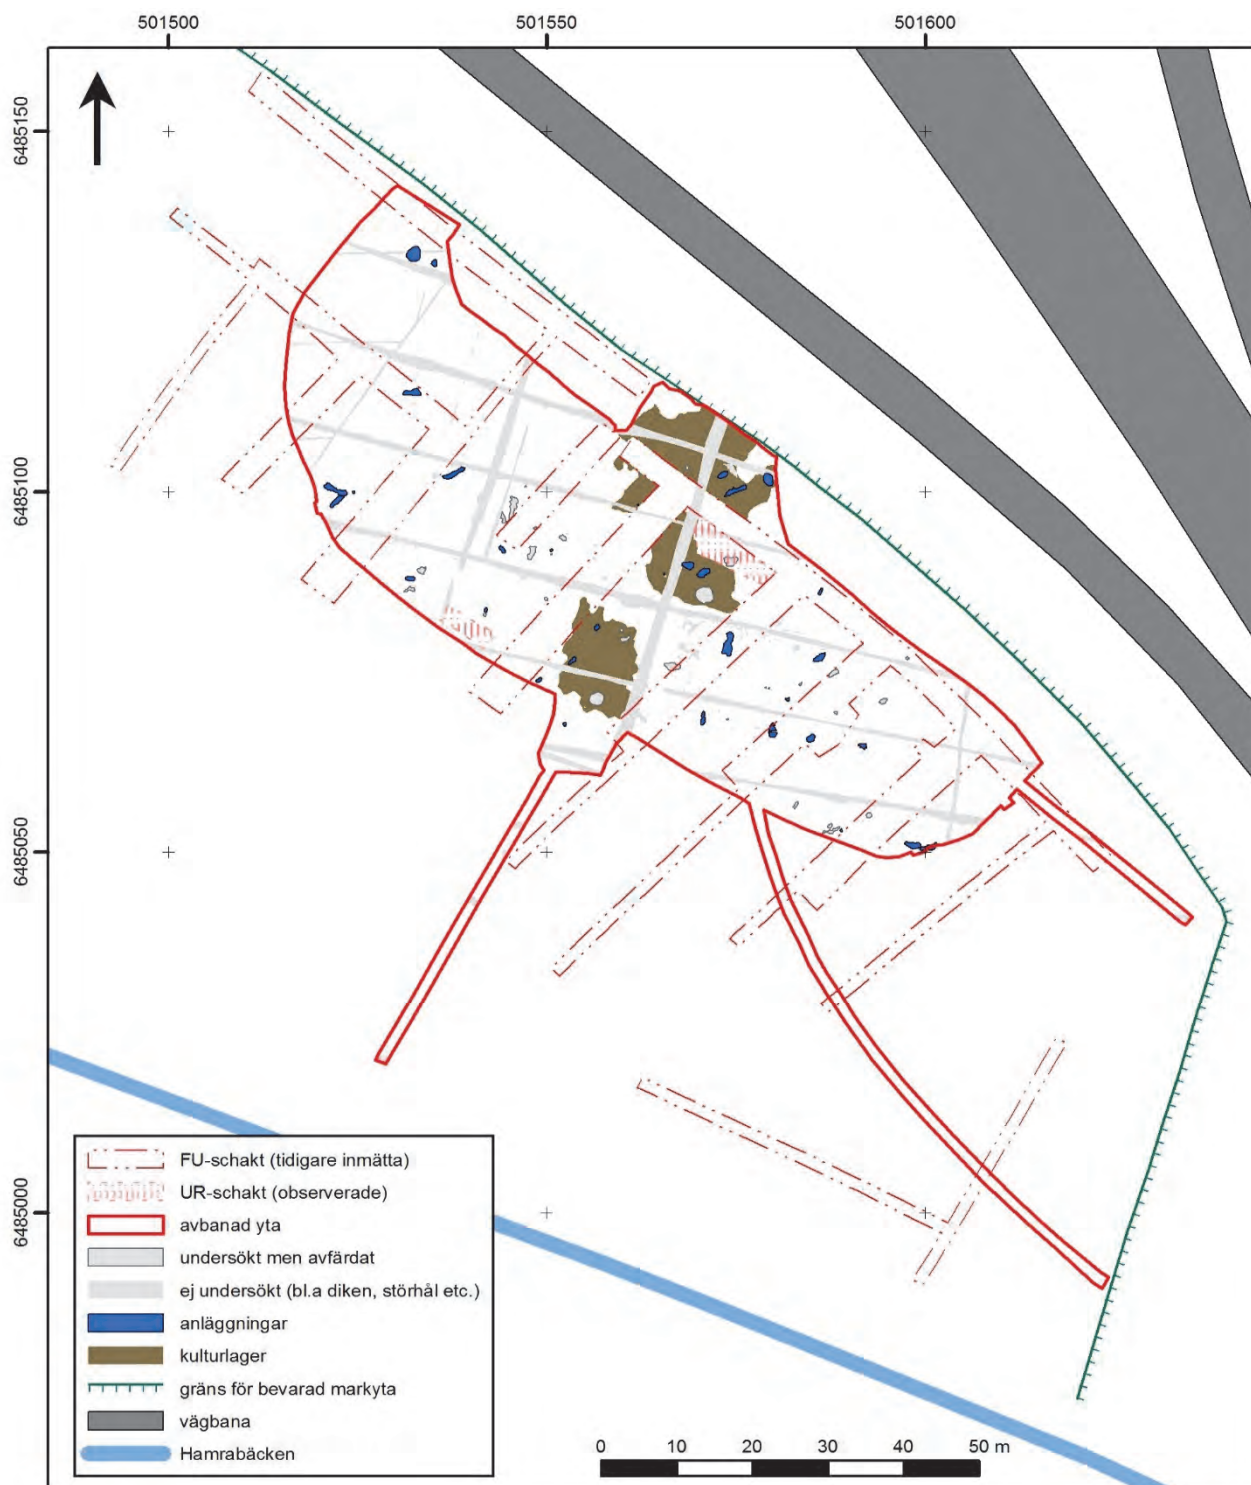 501500 501550 501600
6485150
6485100
6485050
6485000
FU-schakt (tidigare inmätta)
UR-schakt (observerade)
avbanad yta
undersökt men avfärdat
ej undersökt (bl.a diken, störhål etc.)
anläggningar
kulturlager
gräns för bevarad markyta
vägbana
Hamrabäcken
0 10 20 30 40 50 m